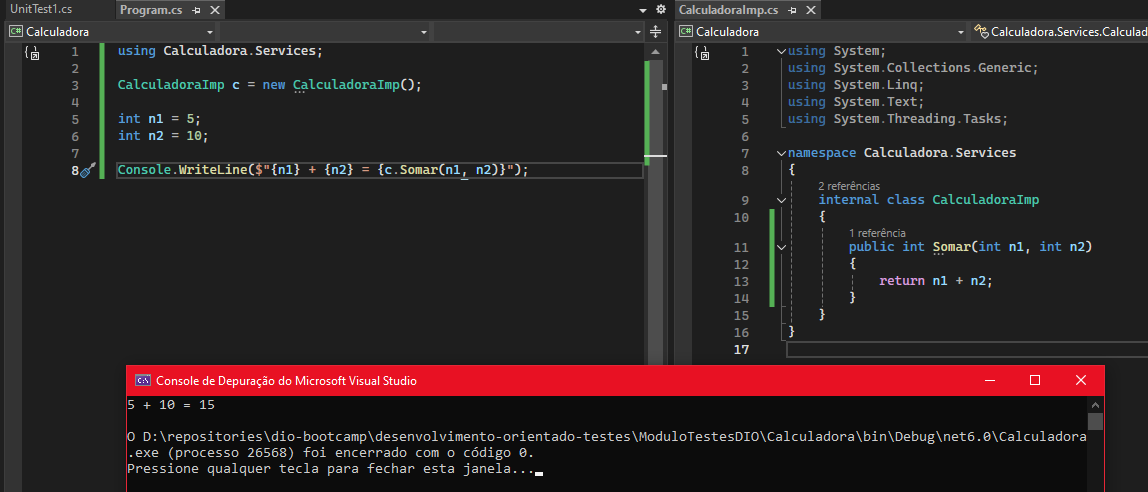 UnitTest1.cs Program.cs
Calculadora
1 using Calculadora.Services;
2
3 CalculadoraImp c = new CalculadoraImp();
4
5 int n1 = 5;
6 int n2 = 10;
7
8 Console.WriteLine($"{n1} + {n2} = {c.Somar(n1, n2)}");
CalculadoraImp.cs
Calculadora Calculadora.Services.Calculad
1 using System;
2 using System.Collections.Generic;
3 using System.Linq;
4 using System.Text;
5 using System.Threading.Tasks;
6
7 namespace Calculadora.Services
8 {
2 referências
9 internal class CalculadoraImp
10 {
1 referência
11 public int Somar(int n1, int n2)
12 {
13 return n1 + n2;
14 }
15 }
16 }
17
Console de Depuração do Microsoft Visual Studio
5 + 10 = 15
O D:\repositories\dio-bootcamp\desenvolvimento-orientado-testes\ModuloTestesDIO\Calculadora\bin\Debug\net6.0\Calculadora
.exe (processo 26568) foi encerrado com o código 0.
Pressione qualquer tecla para fechar esta janela...